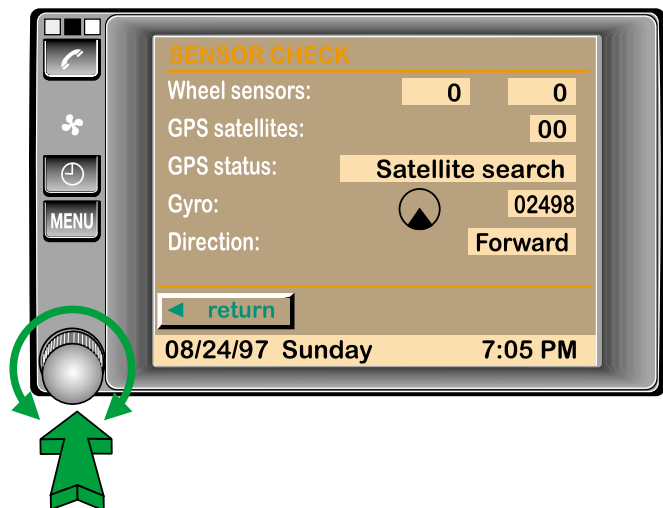 SENSOR CHECK
Wheel sensors: 0 0
GPS satellites: 00
GPS status: Satellite search
Gyro: 02498
Direction: Forward
MENU
return
08/24/97 Sunday 7:05 PM